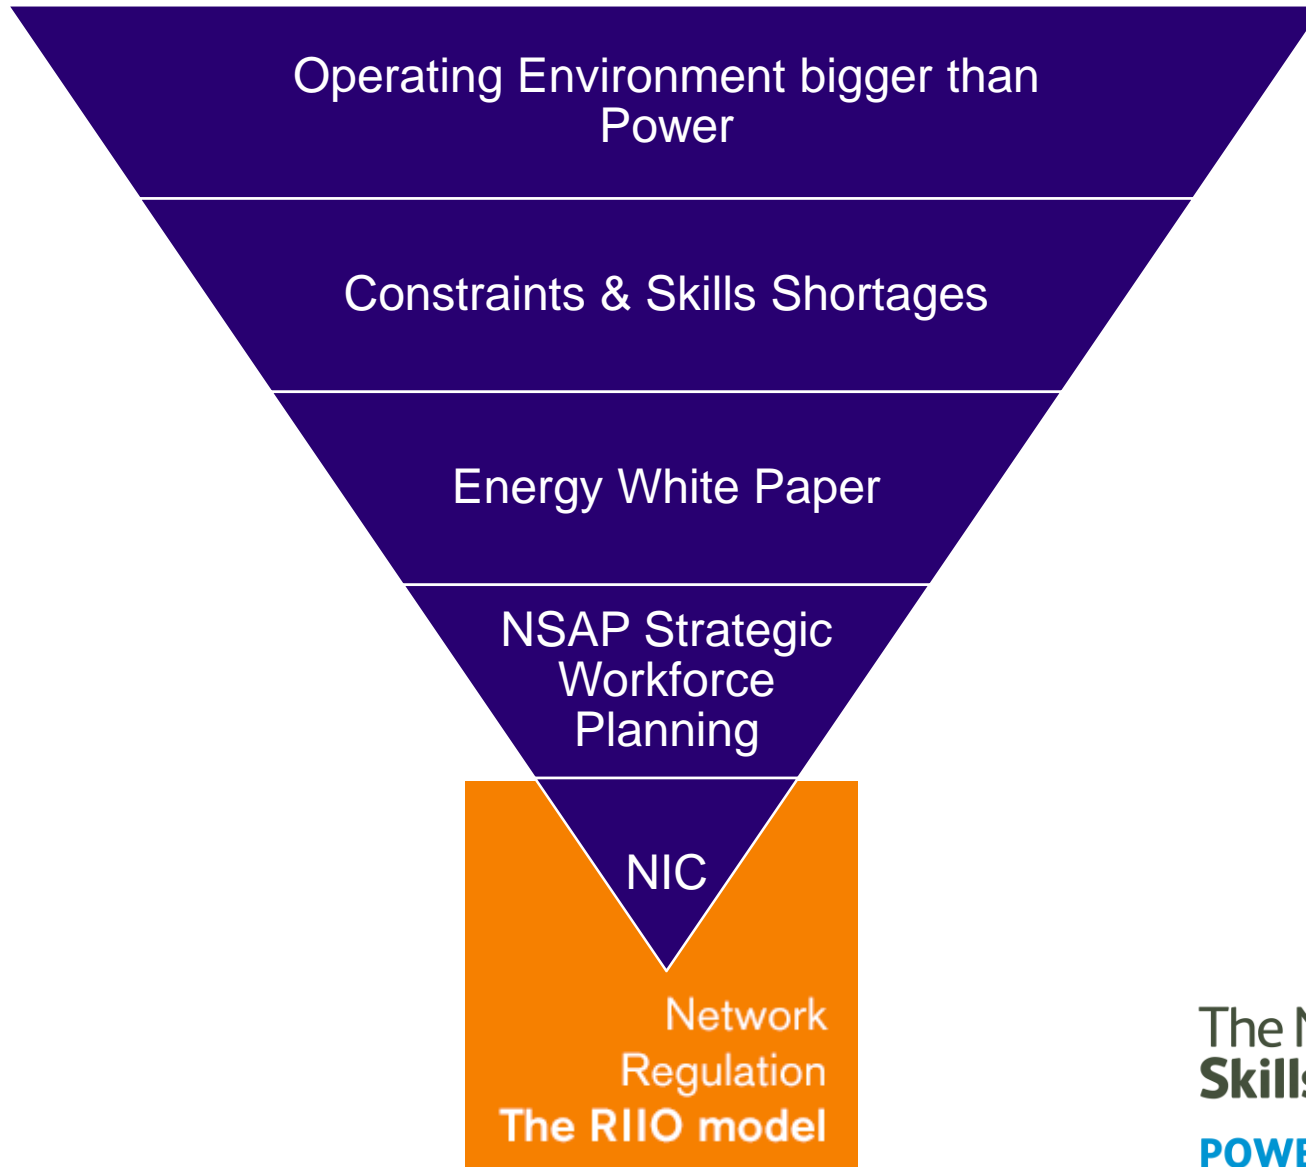 Operating Environment bigger than
Power
Constraints & Skills Shortages
Energy White Paper
NSAP Strategic
Workforce
Planning
NIC
Network
Regulation
The RIIO model
The